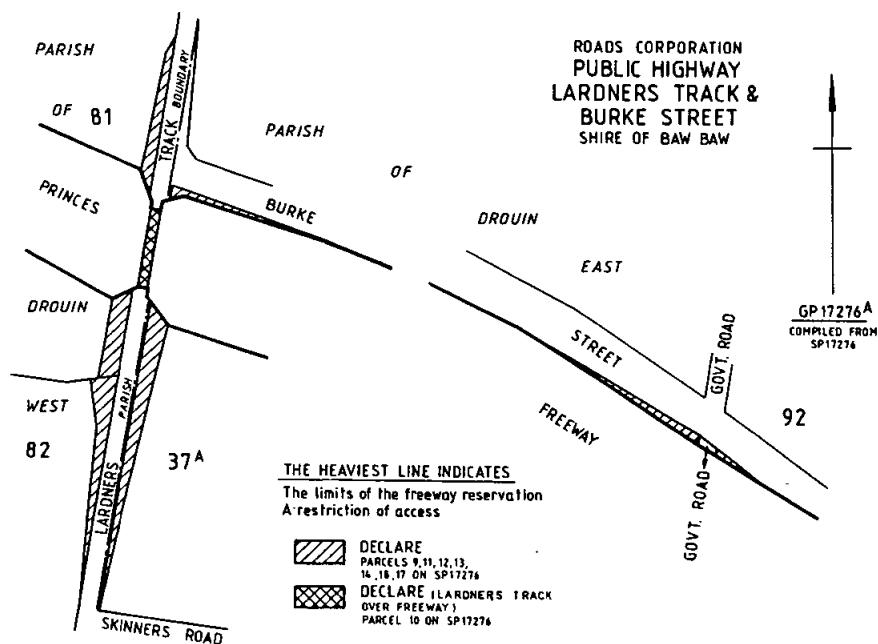 ROADS CORPORATION
PUBLIC HIGHWAY
LARDNERS TRACK &
BURKE STREET
SHIRE OF BAW BAW
PARISH
OF 81
TRACK BOUNDARY
PARISH
OF
PRINCES
BURKE
DROUIN
EAST
DROUIN
STREET
GOVT. ROAD
GP17276A
COMPILED FROM
SP17276
WEST
PARISH
FREEWAY
92
82
37A
LARDNERS
GOVT. ROAD
THE HEAVIEST LINE INDICATES
The limits of the freeway reservation
A restriction of access
DECLARE
PARCELS 9,11,12,13,
14,16,17 ON SP17276
DECLARE (LARDNERS TRACK
OVER FREEWAY)
PARCEL 10 ON SP17276
SKINNERS ROAD